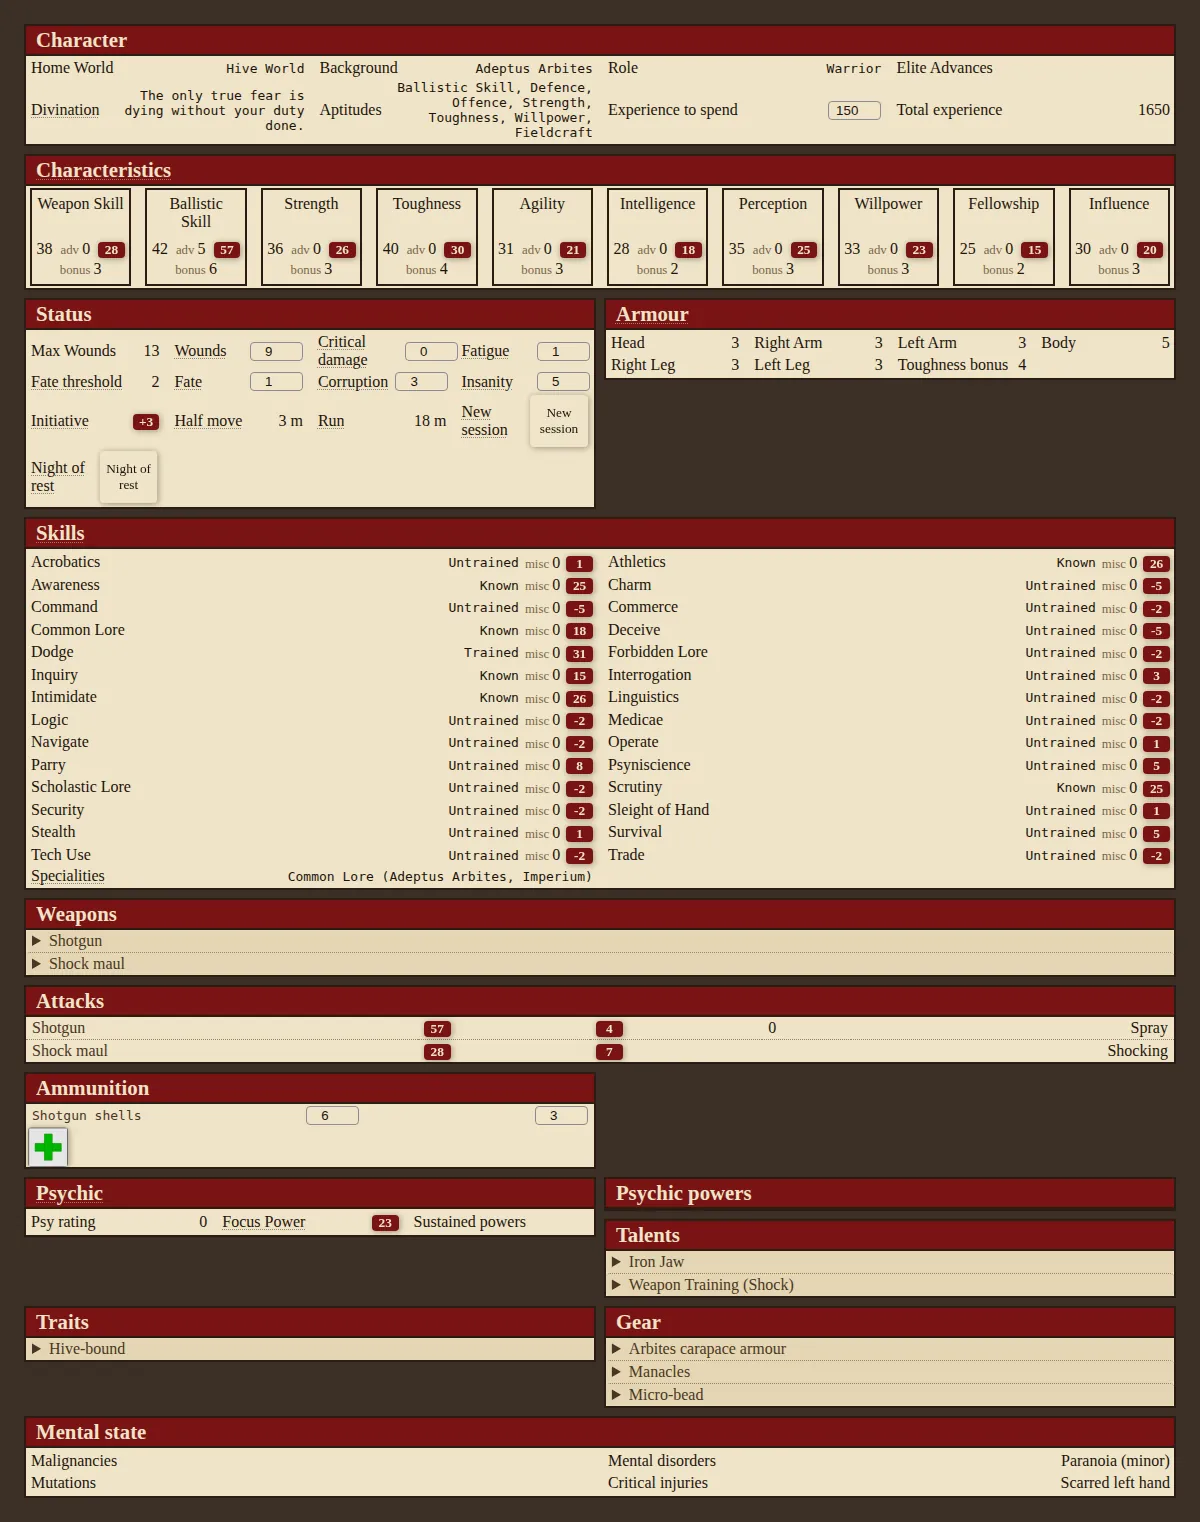 Character
Home World Hive World Background Adeptus Arbites Role Warrior Elite Advances
Divination The only true fear is dying without your duty done. Aptitudes Ballistic Skill, Defence, Offence, Strength, Toughness, Willpower, Fieldcraft Experience to spend 150 Total experience 1650
Characteristics
Weapon Skill Ballistic Skill Strength Toughness Agility Intelligence Perception Willpower Fellowship Influence
38 adv 0 28 42 adv 5 57 36 adv 0 26 40 adv 0 30 31 adv 0 21 28 adv 0 18 35 adv 0 25 33 adv 0 23 25 adv 0 15 30 adv 0 20
bonus 3 bonus 6 bonus 3 bonus 4 bonus 3 bonus 2 bonus 3 bonus 3 bonus 2 bonus 3
Status
Max Wounds 13 Wounds 9 Critical damage 0 Fatigue 1
Fate threshold 2 Fate 1 Corruption 3 Insanity 5
Initiative +3 Half move 3 m Run 18 m New session New session
Night of rest Night of rest
Armour
Head 3 Right Arm 3 Left Arm 3 Body 5
Right Leg 3 Left Leg 3 Toughness bonus 4
Skills
Acrobatics Untrained misc 0 1 Athletics Known misc 0 26
Awareness Known misc 0 25 Charm Untrained misc 0 -5
Command Untrained misc 0 -5 Commerce Untrained misc 0 -2
Common Lore Known misc 0 18 Deceive Untrained misc 0 -5
Dodge Trained misc 0 31 Forbidden Lore Untrained misc 0 -2
Inquiry Known misc 0 15 Interrogation Untrained misc 0 3
Intimidate Known misc 0 26 Linguistics Untrained misc 0 -2
Logic Untrained misc 0 -2 Medicae Untrained misc 0 -2
Navigate Untrained misc 0 -2 Operate Untrained misc 0 1
Parry Untrained misc 0 8 Psyniscience Untrained misc 0 5
Scholastic Lore Untrained misc 0 -2 Scrutiny Known misc 0 25
Security Untrained misc 0 -2 Sleight of Hand Untrained misc 0 1
Stealth Untrained misc 0 1 Survival Untrained misc 0 5
Tech Use Untrained misc 0 -2 Trade Untrained misc 0 -2
Specialities Common Lore (Adeptus Arbites, Imperium)
Weapons
Shotgun
Shock maul
Attacks
Shotgun 57 4 0 Spray
Shock maul 28 7 Shocking
Ammunition
Shotgun shells 6 3
Psychic
Psy rating 0 Focus Power 23 Sustained powers
Psychic powers
Talents
Iron Jaw
Weapon Training (Shock)
Traits
Hive-bound
Gear
Arbites carapace armour
Manacles
Micro-bead
Mental state
Malignancies Mental disorders Paranoia (minor)
Mutations Critical injuries Scarred left hand